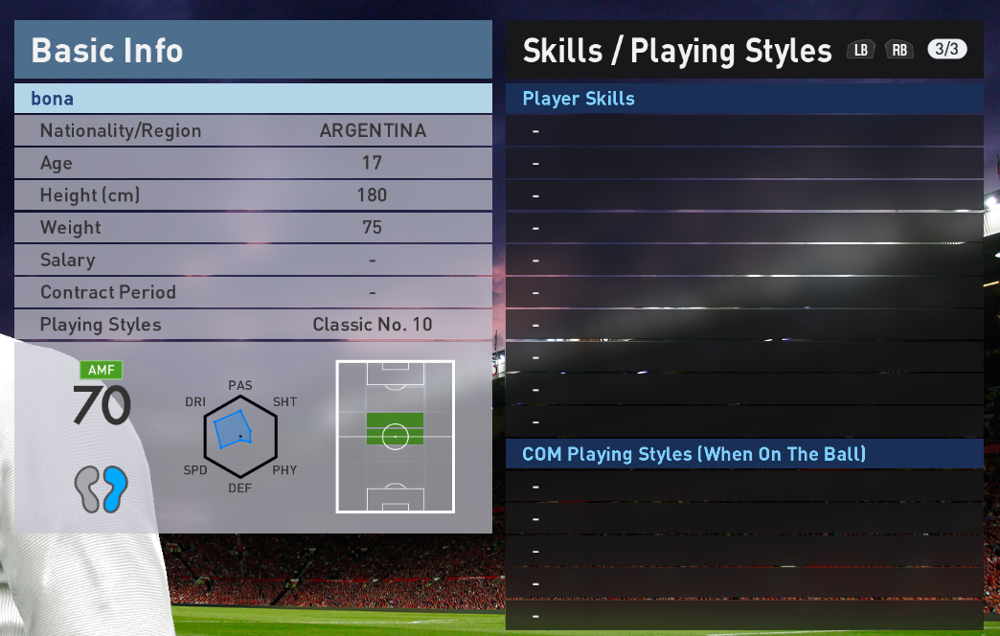 Basic Info
bona
Nationality/Region ARGENTINA
Age 17
Height (cm) 180
Weight 75
Salary -
Contract Period -
Playing Styles Classic No. 10
AMF
70
PAS
DRI SHT
SPD PHY
DEF
Skills / Playing Styles LB RB 3/3
Player Skills
-
-
-
-
-
-
-
-
-
-
COM Playing Styles (When On The Ball)
-
-
-
-
-